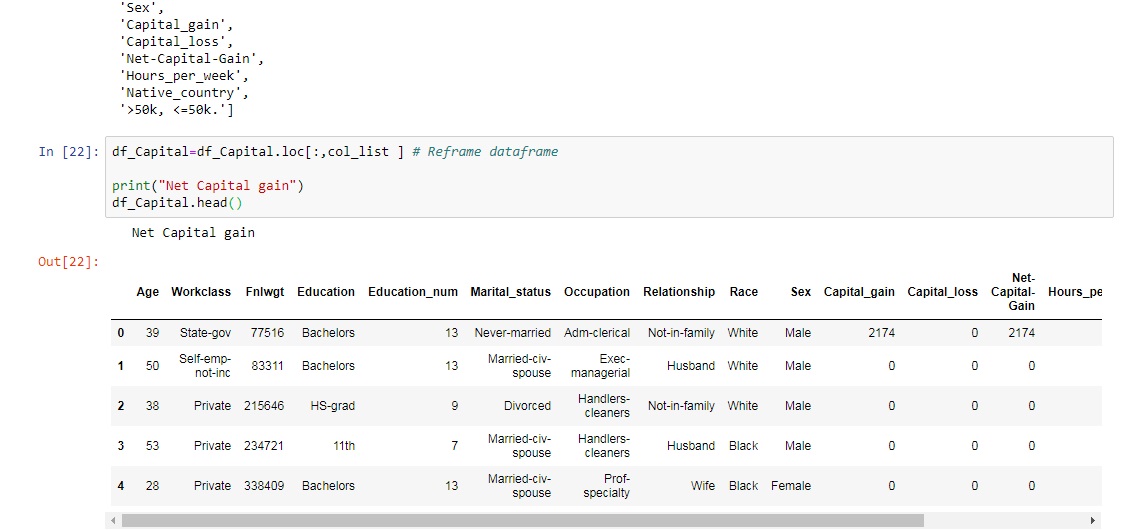 'Sex',
'Capital_gain',
'Capital_loss',
'Net-Capital-Gain',
'Hours_per_week',
'Native_country',
'>50k, <=50k.']
In [22]: df_Capital=df_Capital.loc[:,col_list ] # Reframe dataframe
print("Net Capital gain")
df_Capital.head()
Net Capital gain
Out[22]:
Age Workclass Fnlwgt Education Education_num Marital_status Occupation Relationship Race Sex Capital_gain Capital_loss Net-Capital-Gain Hours_pe
0 39 State-gov 77516 Bachelors 13 Never-married Adm-clerical Not-in-family White Male 2174 0 2174
1 50 Self-emp-not-inc 83311 Bachelors 13 Married-civ-spouse Exec-managerial Husband White Male 0 0 0
2 38 Private 215646 HS-grad 9 Divorced Handlers-cleaners Not-in-family White Male 0 0 0
3 53 Private 234721 11th 7 Married-civ-spouse Handlers-cleaners Husband Black Male 0 0 0
4 28 Private 338409 Bachelors 13 Married-civ-spouse Prof-specialty Wife Black Female 0 0 0